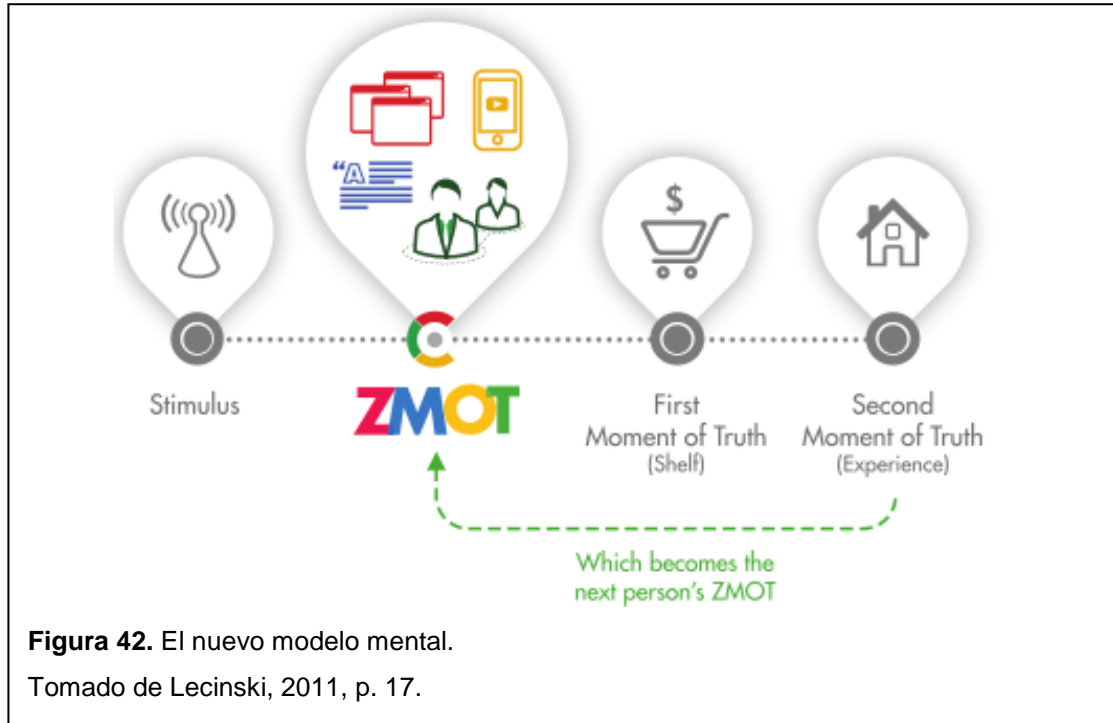 $
“A
Stimulus
ZMOT
First
Moment of Truth
(Shelf)
Second
Moment of Truth
(Experience)
Which becomes the
next person's ZMOT
Figura 42. El nuevo modelo mental.
Tomado de Lecinski, 2011, p. 17.